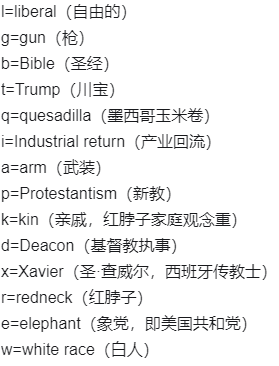 l=liberal（自由的）
g=gun（枪）
b=Bible（圣经）
t=Trump（川宝）
q=quesadilla（墨西哥玉米卷）
i=Industrial return（产业回流）
a=arm（武装）
p=Protestantism（新教）
k=kin（亲戚，红脖子家庭观念重）
d=Deacon（基督教执事）
x=Xavier（圣·查威尔，西班牙传教士）
r=redneck（红脖子）
e=elephant（象党，即美国共和党）
w=white race（白人）